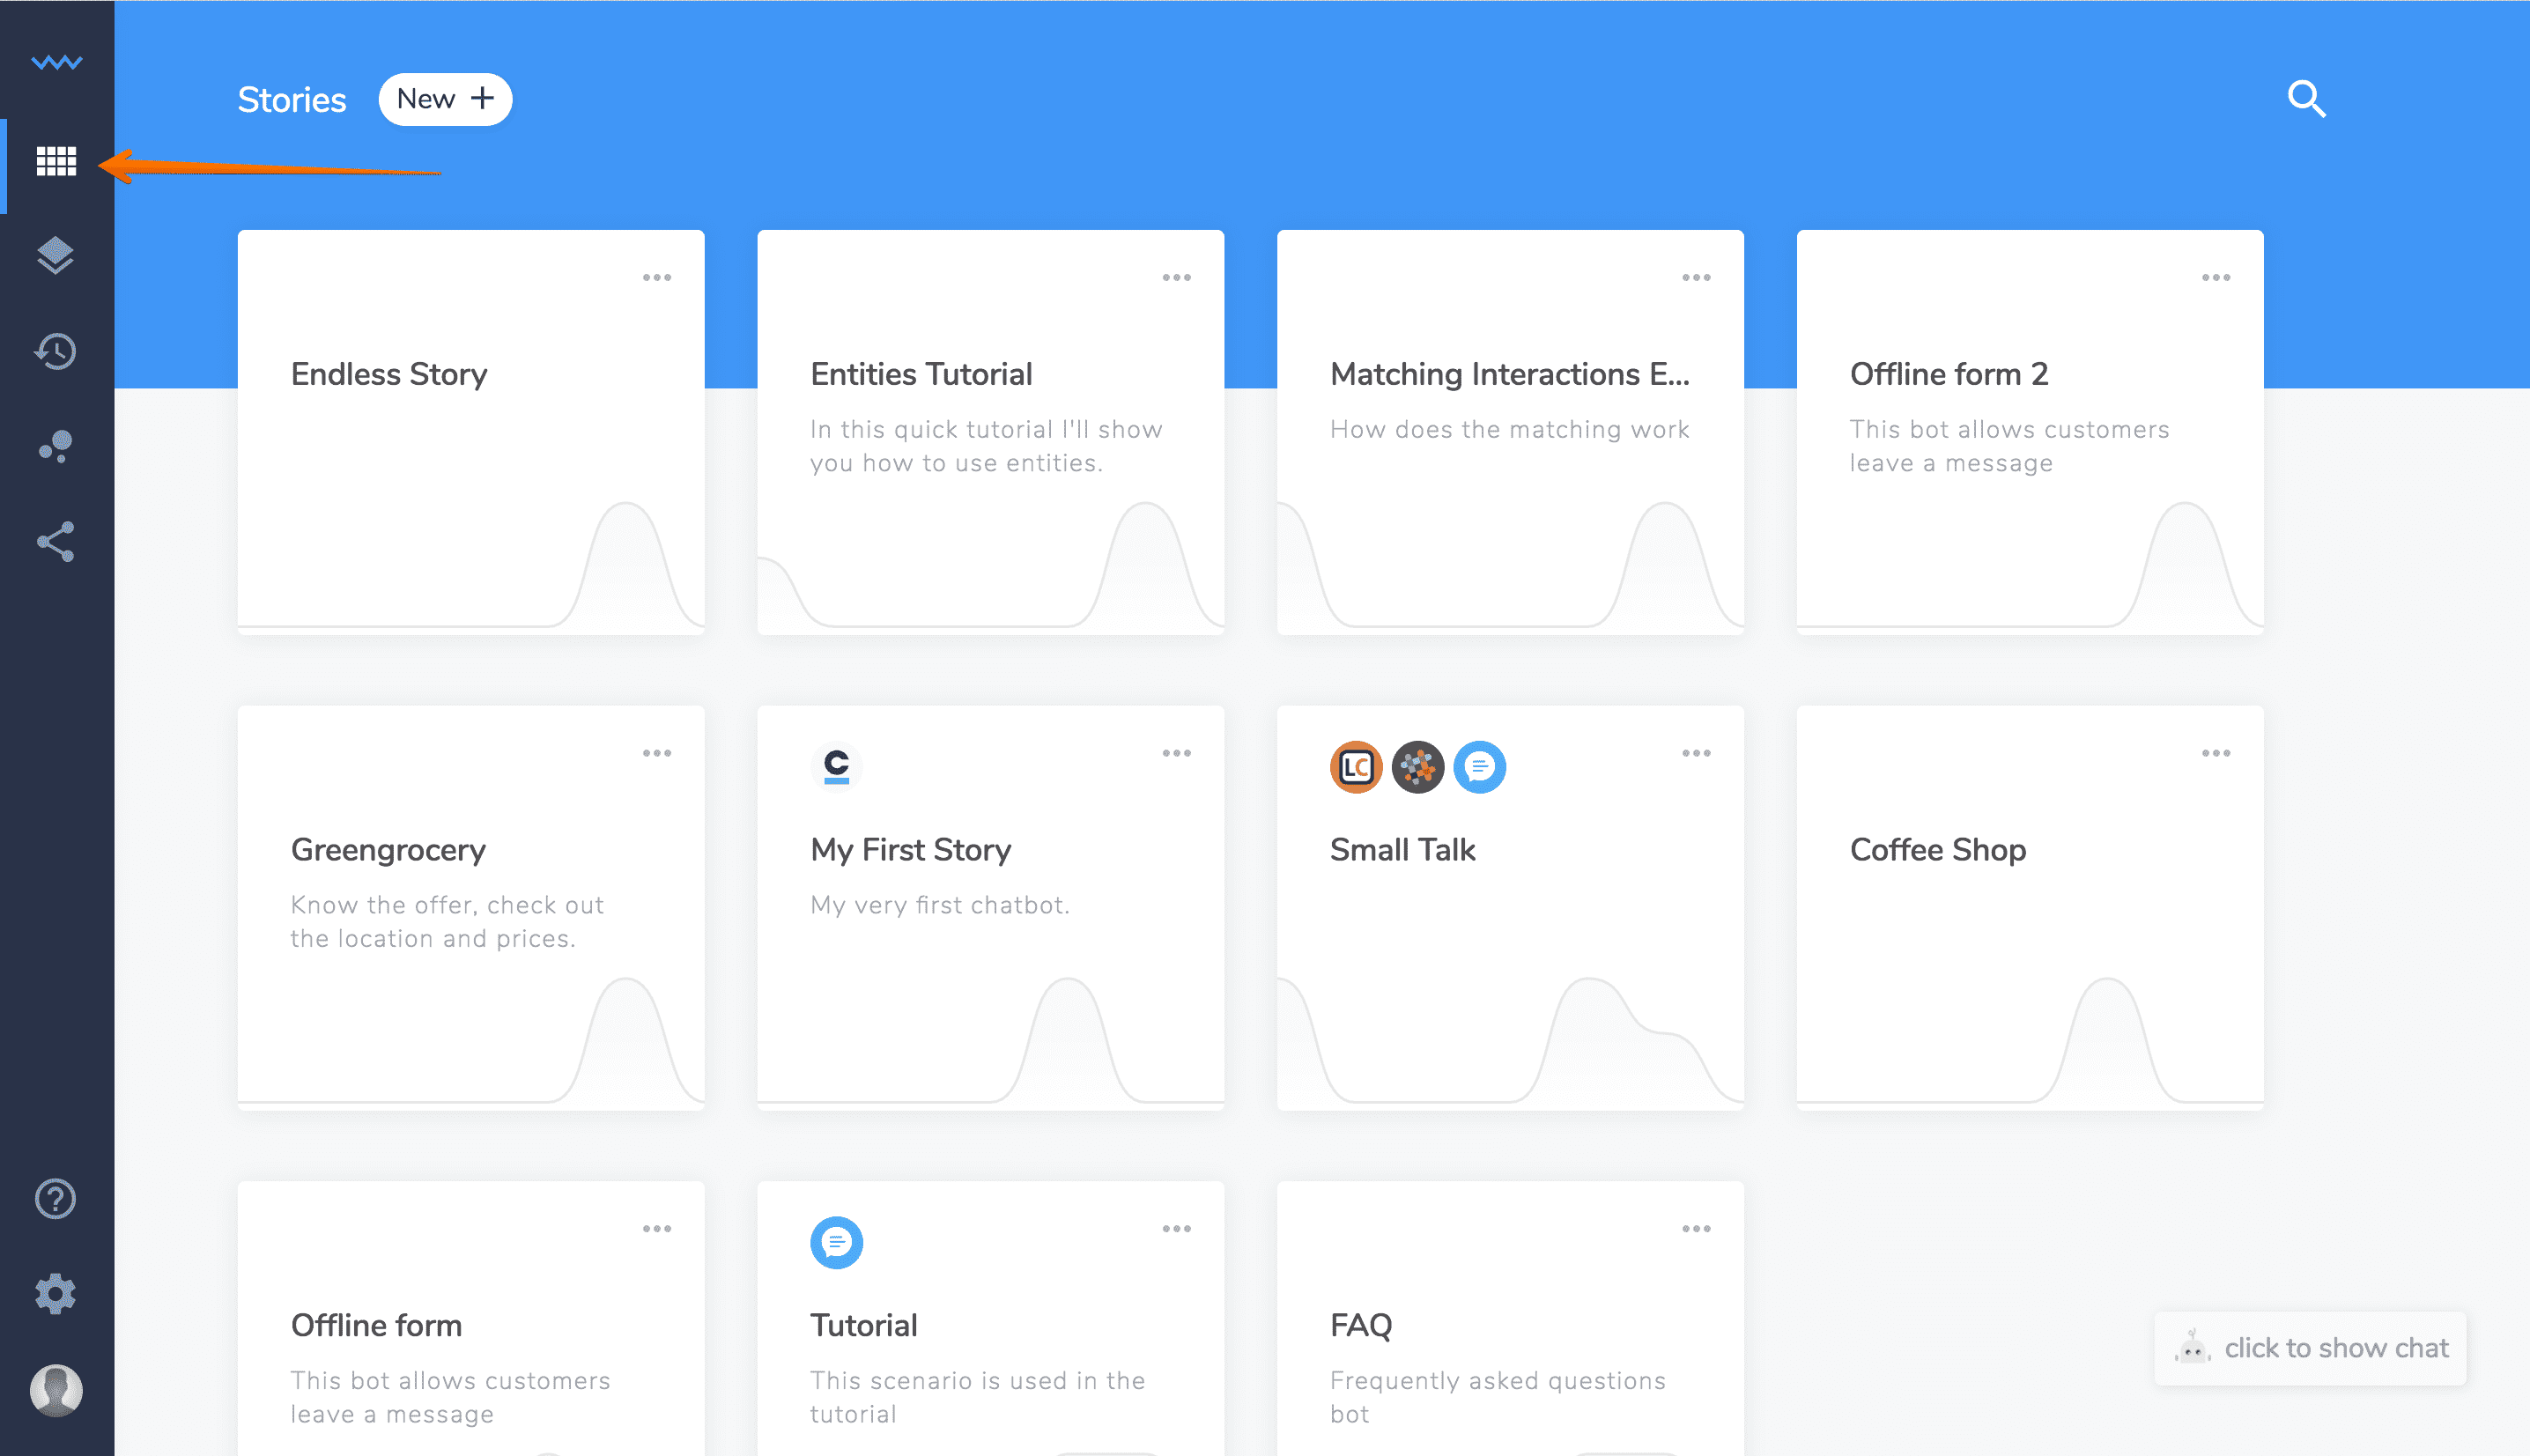 Stories
New +
Endless Story
Entities Tutorial
In this quick tutorial I'll show
you how to use entities.
Matching Interactions E...
How does the matching work
Offline form 2
This bot allows customers
leave a message
Greengrocery
Know the offer, check out
the location and prices.
C
My First Story
My very first chatbot.
LC
Small Talk
Coffee Shop
Offline form
This bot allows customers
leave a message
Tutorial
This scenario is used in the
tutorial
FAQ
Frequently asked questions
bot
?
click to show chat